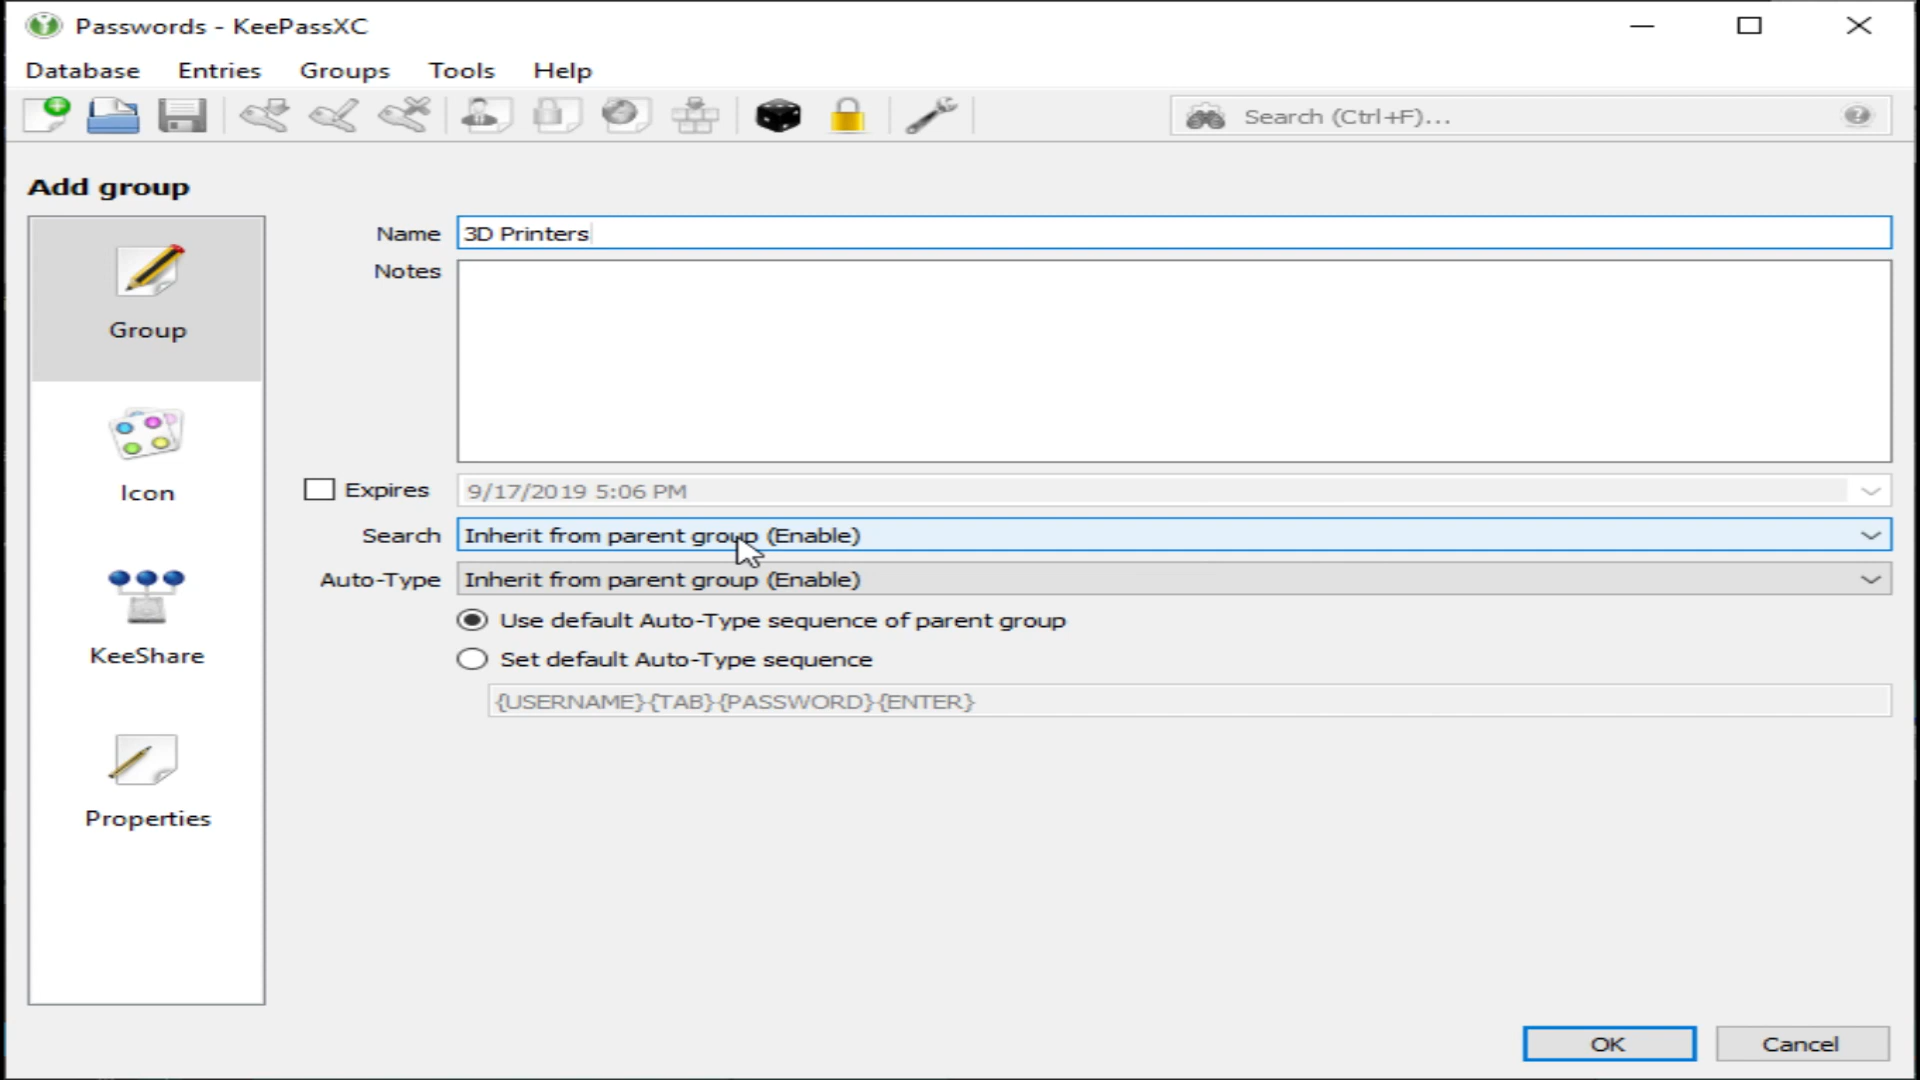 Passwords - KeePassXC
Database Entries Groups Tools Help
Search (Ctrl+F)...
Add group
Group
Icon
KeeShare
Properties
Name 3D Printers
Notes
Expires 9/17/2019 5:06 PM
Search Inherit from parent group (Enable)
Auto-Type Inherit from parent group (Enable)
Use default Auto-Type sequence of parent group
Set default Auto-Type sequence
{USERNAME}{TAB}{PASSWORD}{ENTER}
OK Cancel